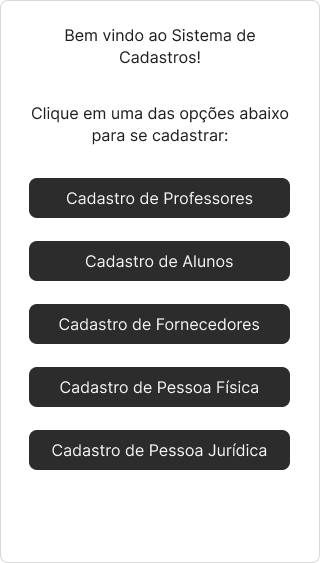 Bem vindo ao Sistema de
Cadastros!
Clique em uma das opções abaixo
para se cadastrar:
Cadastro de Professores
Cadastro de Alunos
Cadastro de Fornecedores
Cadastro de Pessoa Física
Cadastro de Pessoa Jurídica